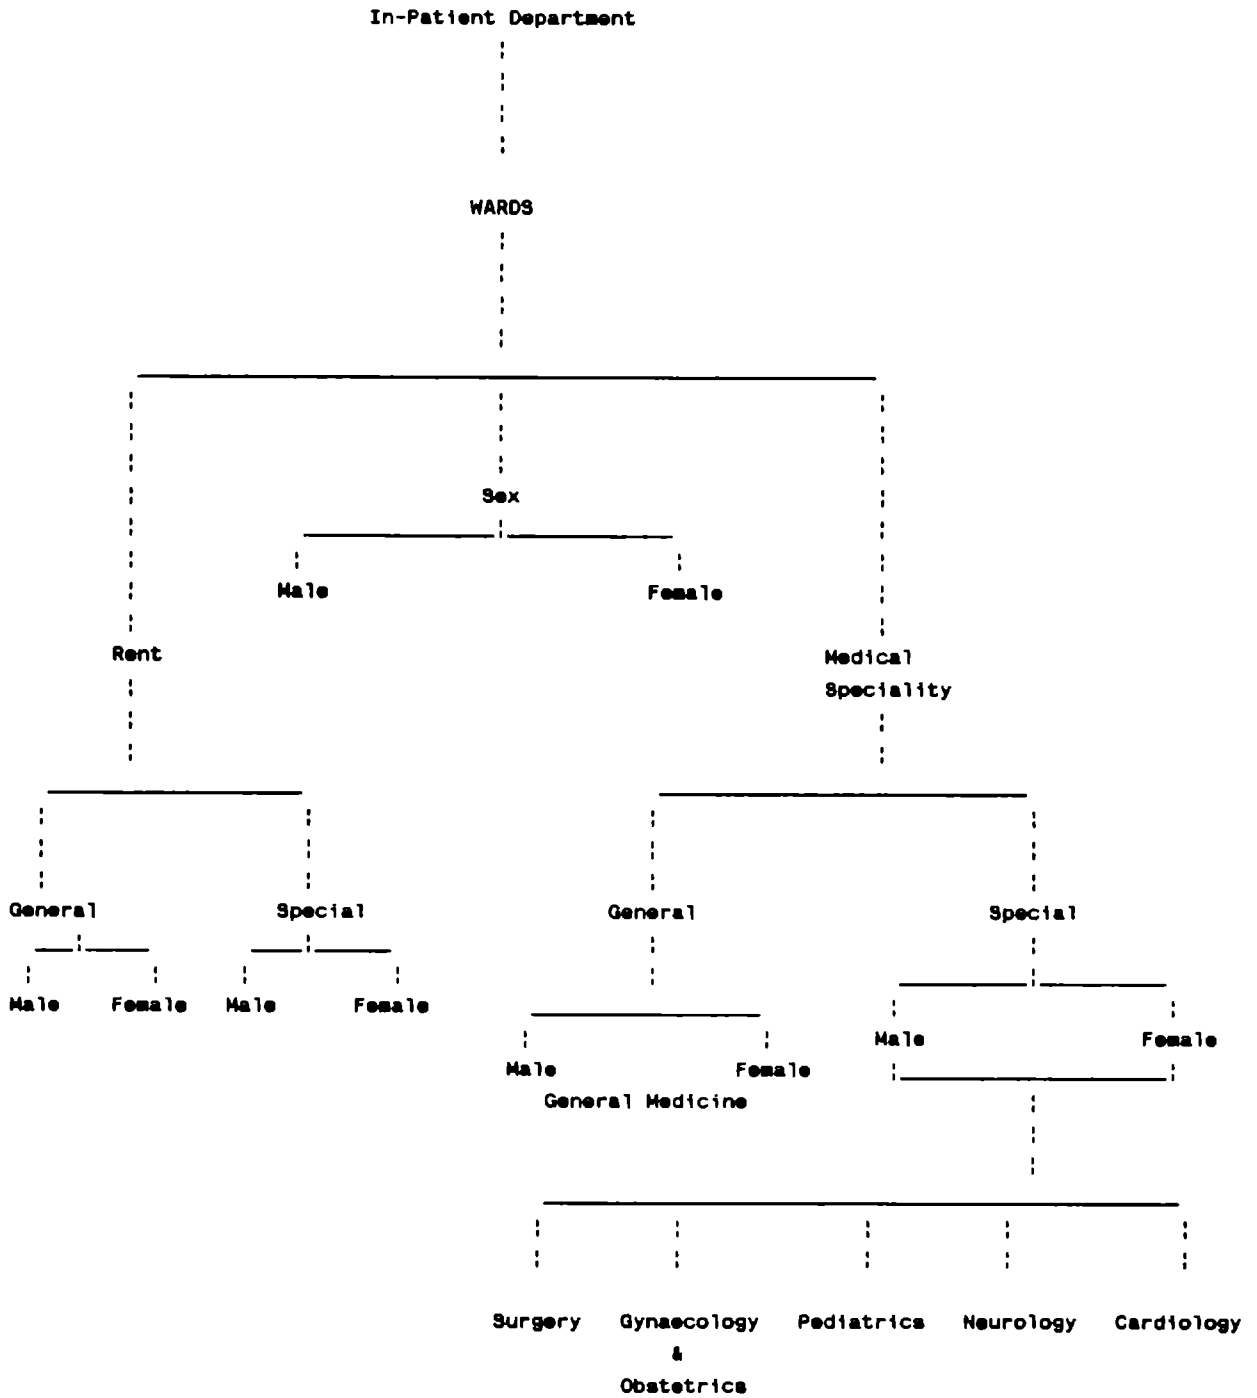 In-Patient Department
WARDS
Sex
Male Female
Rent
Medical
Speciality
General Special General Special
Male Female Male Female
Male Female
Male Female
General Medicine
Surgery Gynaecology Pediatrics Neurology Cardiology
&
Obstetrics